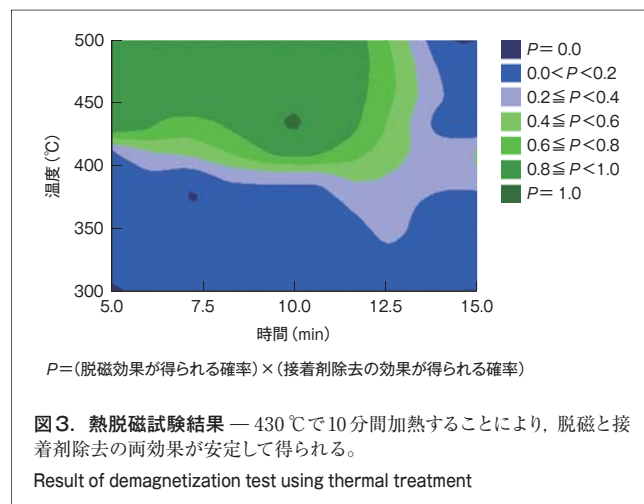 500
450
400
350
300
温度(℃)
5.0
7.5
10.0
12.5
15.0
時間(min)
P= 0.0
0.0<P<0.2
0.2≦P<0.4
0.4≦P<0.6
0.6≦P<0.8
0.8≦P<1.0
P= 1.0
P=(脱磁効果が得られる確率)×(接着剤除去の効果が得られる確率)
図3. 熱脱磁試験結果 — 430 ℃で10分間加熱することにより,脱磁と接
着剤除去の両効果が安定して得られる。
Result of demagnetization test using thermal treatment